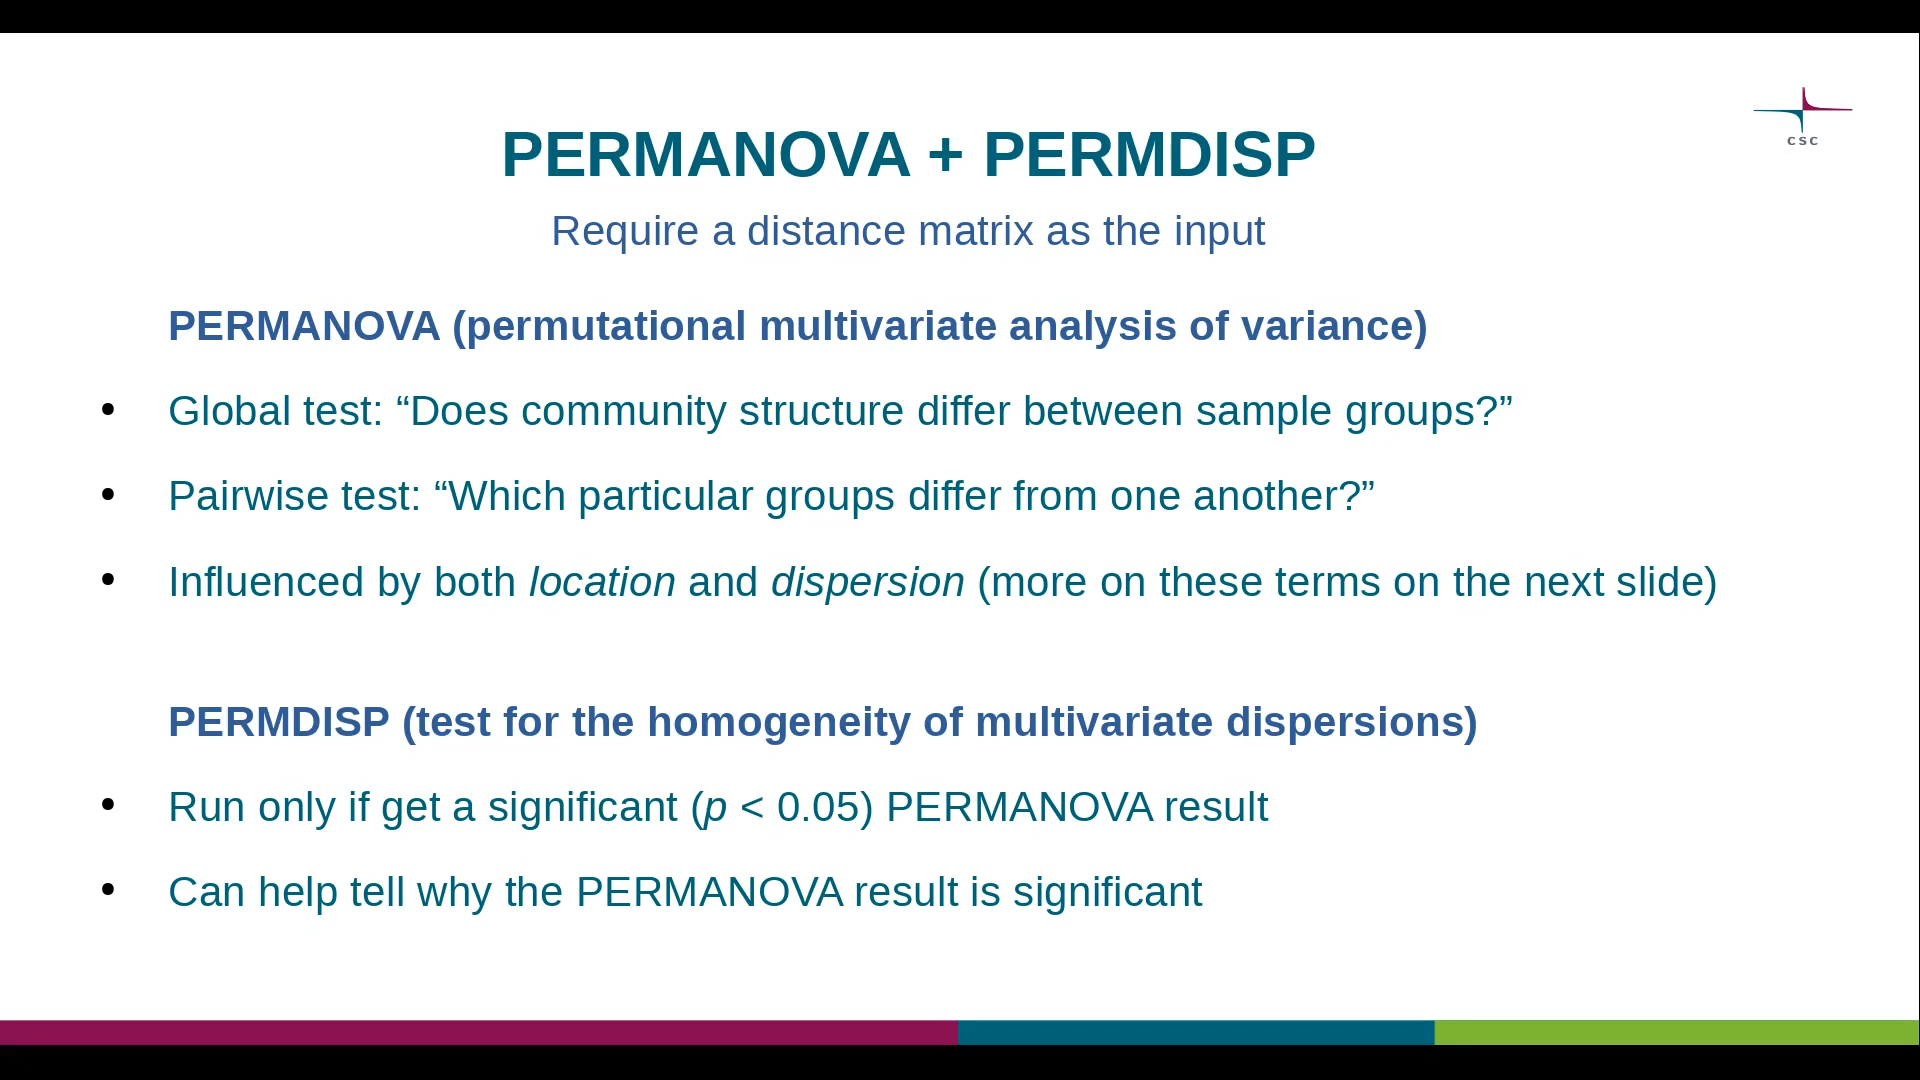 CSC
PERMANOVA + PERMDISP
Require a distance matrix as the input
PERMANOVA (permutational multivariate analysis of variance)
• Global test: “Does community structure differ between sample groups?”
• Pairwise test: “Which particular groups differ from one another?”
• Influenced by both location and dispersion (more on these terms on the next slide)
PERMDISP (test for the homogeneity of multivariate dispersions)
• Run only if get a significant (p < 0.05) PERMANOVA result
• Can help tell why the PERMANOVA result is significant